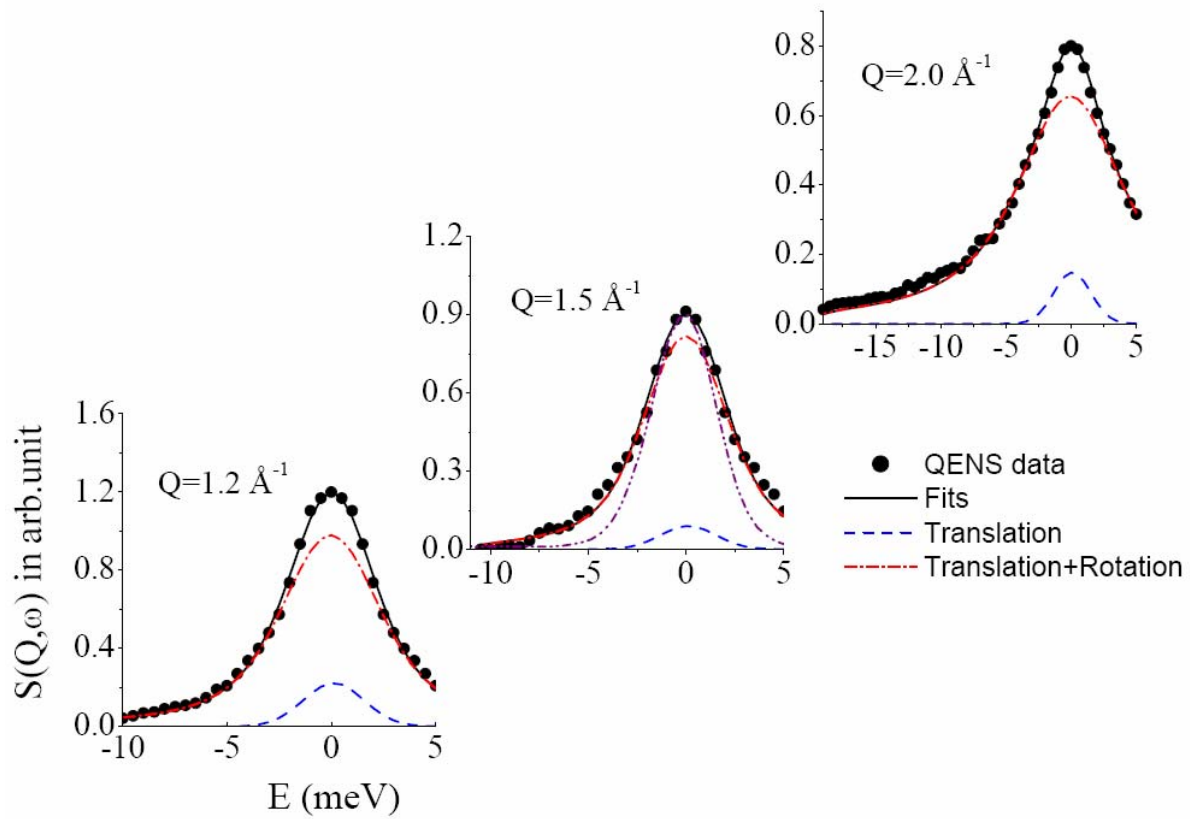 0.8
0.6
0.4
0.2
0.0
Q=2.0 Å⁻¹
-15 -10 -5 0 5
1.2
0.9
0.6
0.3
0.0
Q=1.5 Å⁻¹
-10 -5 0 5
1.6
1.2
0.8
0.4
0.0
Q=1.2 Å⁻¹
-10 -5 0 5
S(Q,ω) in arb.unit
E (meV)
QENS data
Fits
Translation
Translation+Rotation